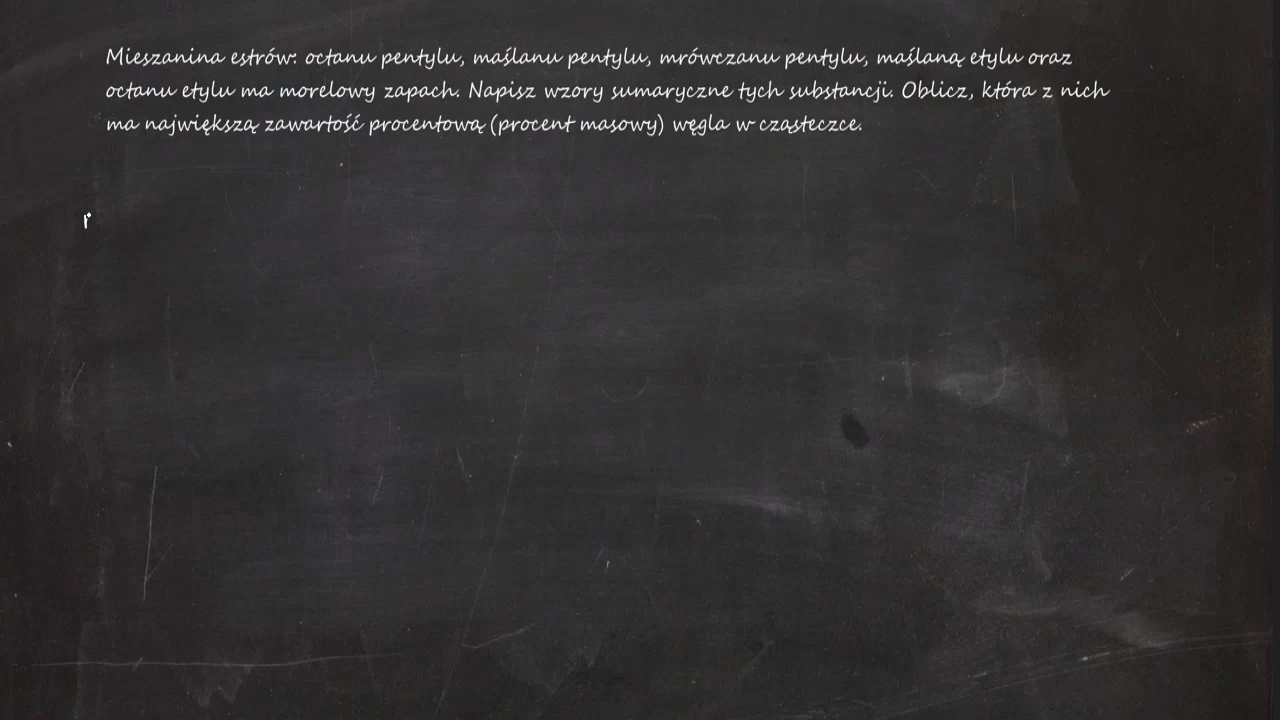 Mieszanina estrów: octanu pentylu, maślanu pentylu, mrówczanu pentylu, maślaną etylu oraz
octanu etylu ma morelowy zapach. Napisz wzory sumaryczne tych substancji. Oblicz, która z nich
ma największą zawartość procentową (procent masowy) węgla w cząsteczce.